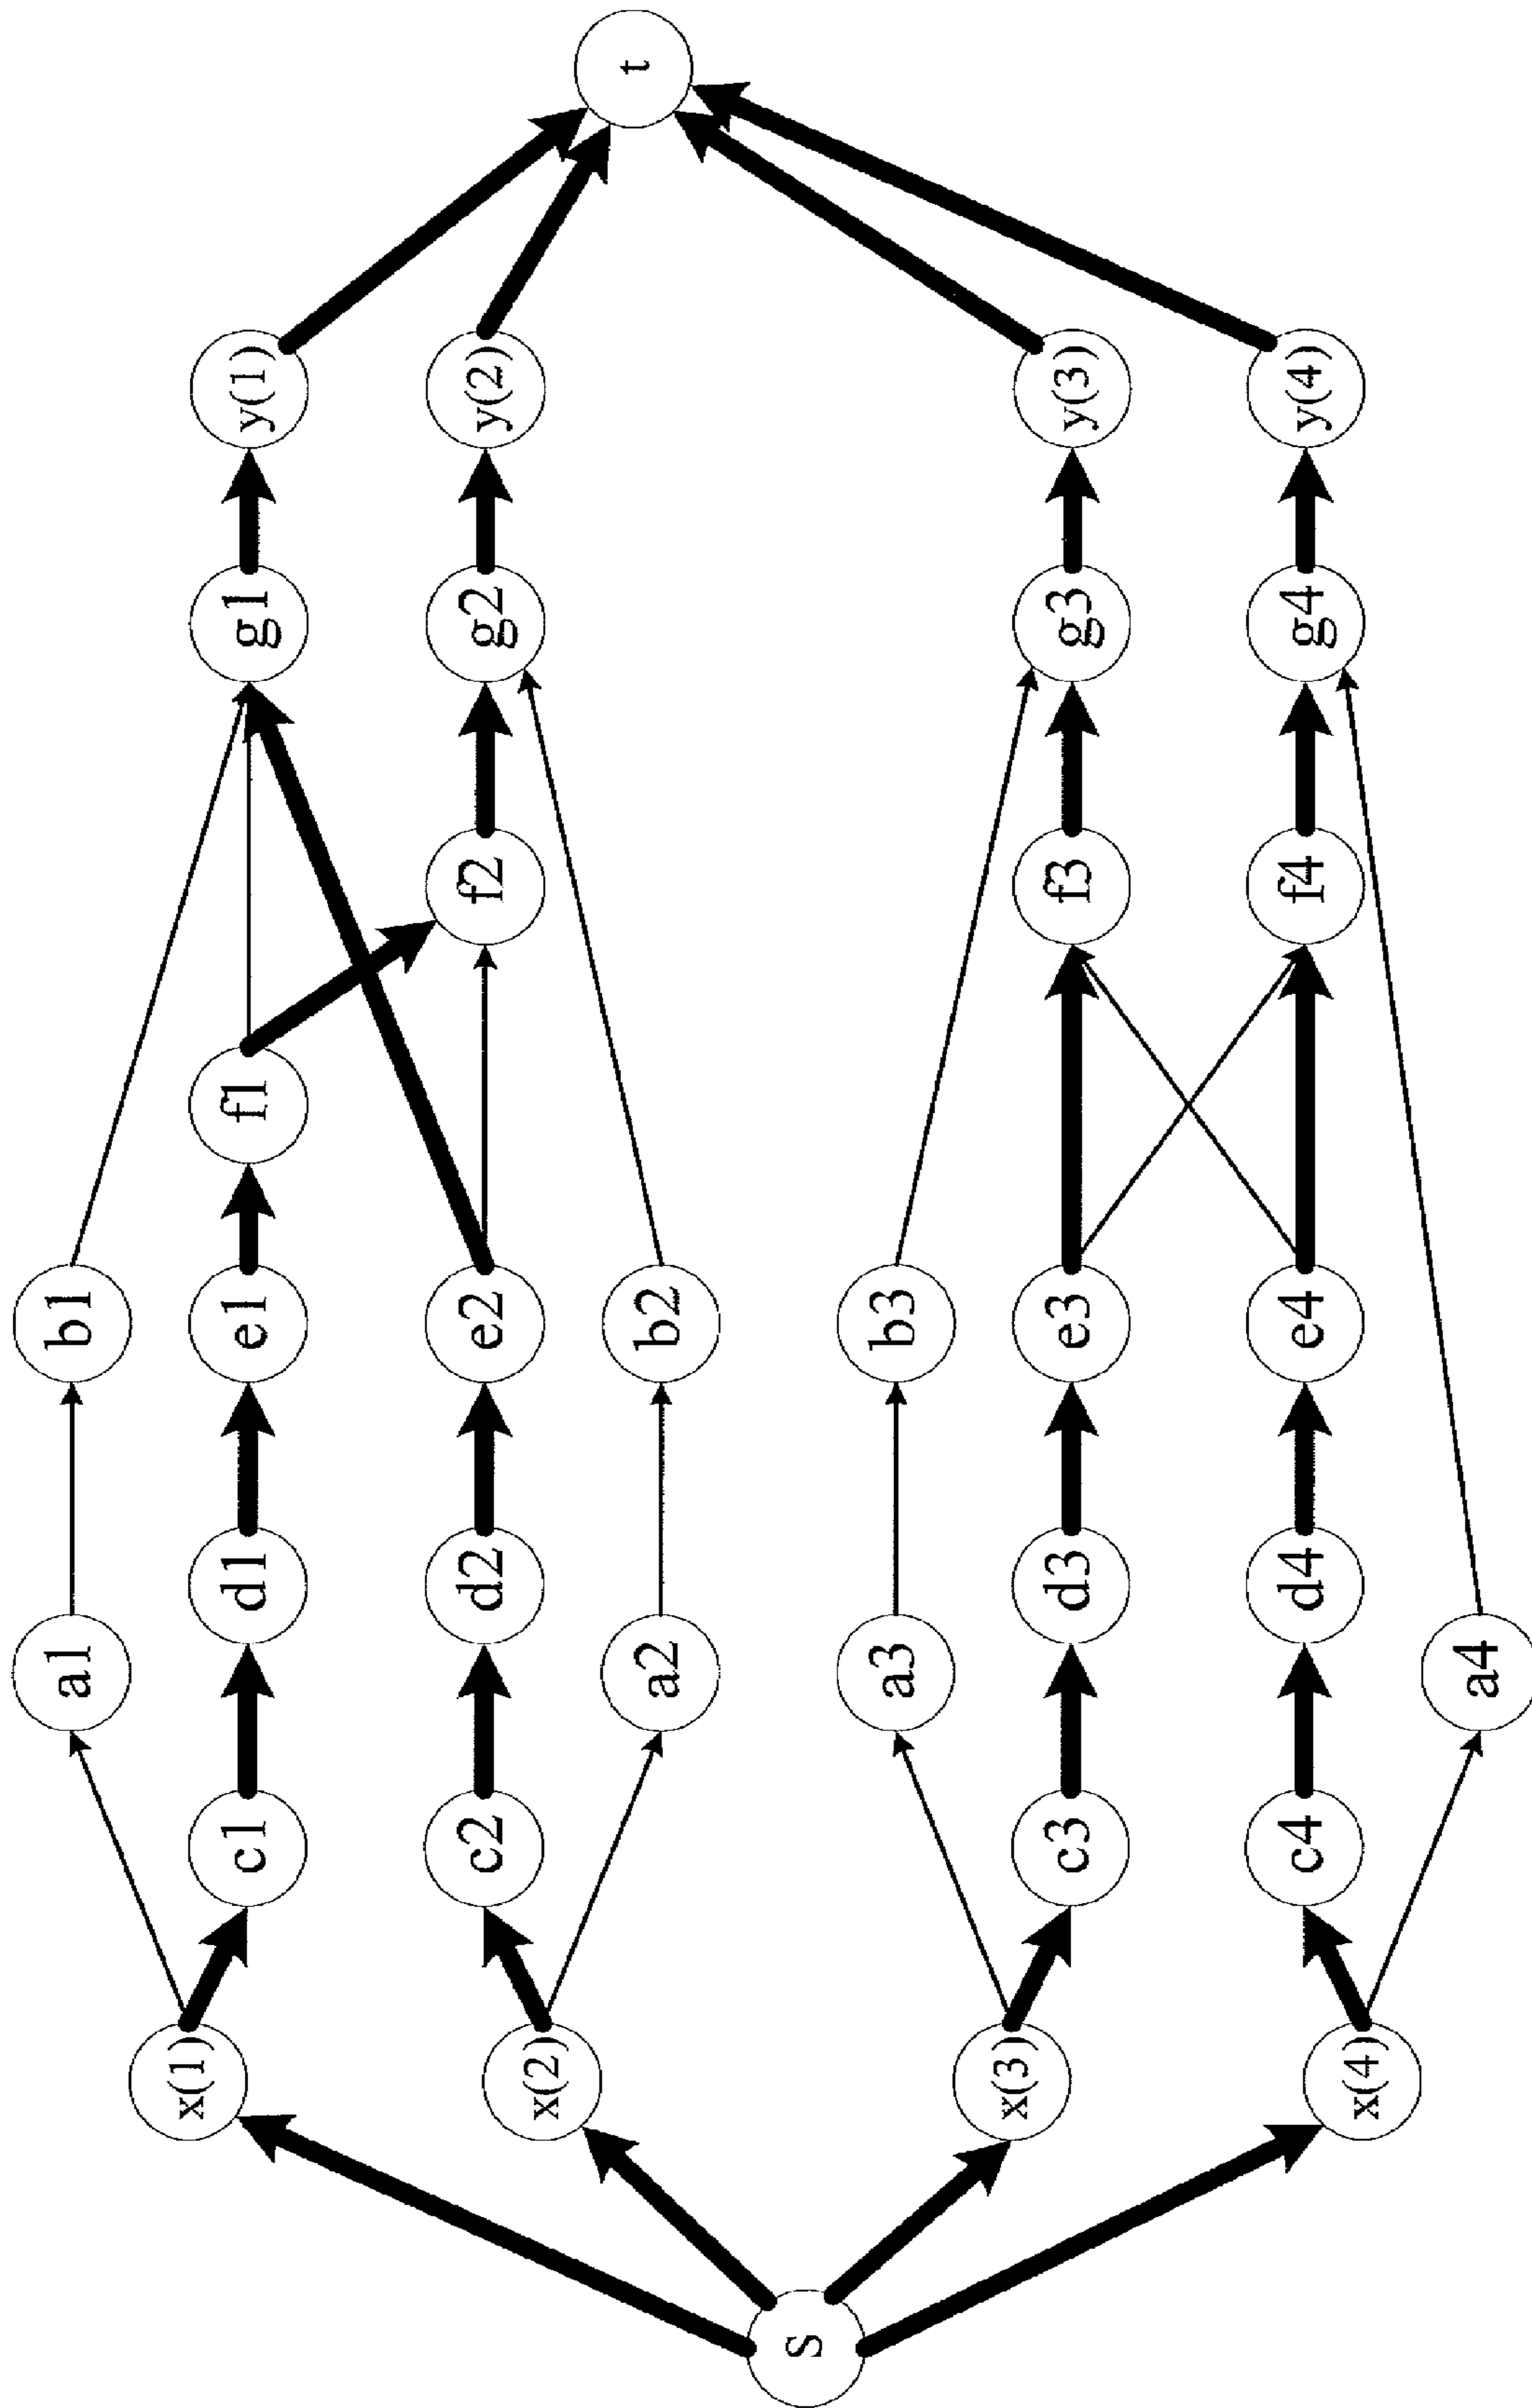 S
x(1)
x(2)
x(3)
x(4)
c1
c2
c3
c4
a1
a2
a3
a4
d1
d2
d3
d4
b1
e1
e2
b2
b3
e3
e4
f1
f2
f3
f4
g1
g2
g3
g4
y(1)
y(2)
y(3)
y(4)
t